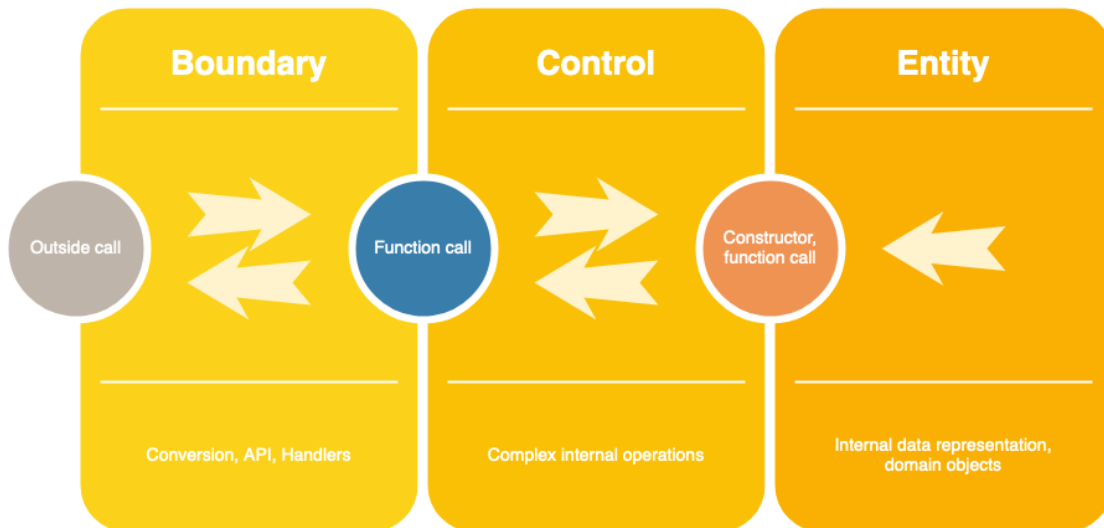 Boundary
Control
Entity
Outside call
Function call
Constructor,
function call
Conversion, API, Handlers
Complex internal operations
Internal data representation,
domain objects